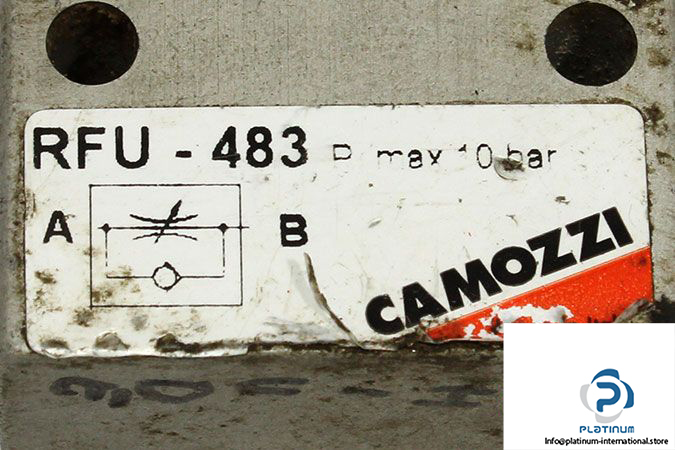 RFU - 483 P max 10 bar
A B
CAMOZZI
PLATINUM
Info@platinum-international.store